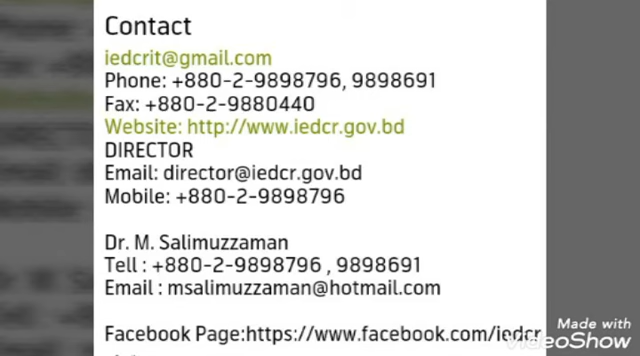 Contact
iedcrit@gmail.com
Phone: +880-2-9898796, 9898691
Fax: +880-2-9880440
Website: http://www.iedcr.gov.bd
DIRECTOR
Email: director@iedcr.gov.bd
Mobile: +880-2-9898796
Dr. M. Salimuzzaman
Tell : +880-2-9898796 , 9898691
Email : msalimuzzaman@hotmail.com
Facebook Page:https://www.facebook.com/iedcr
Made with
VideoShow